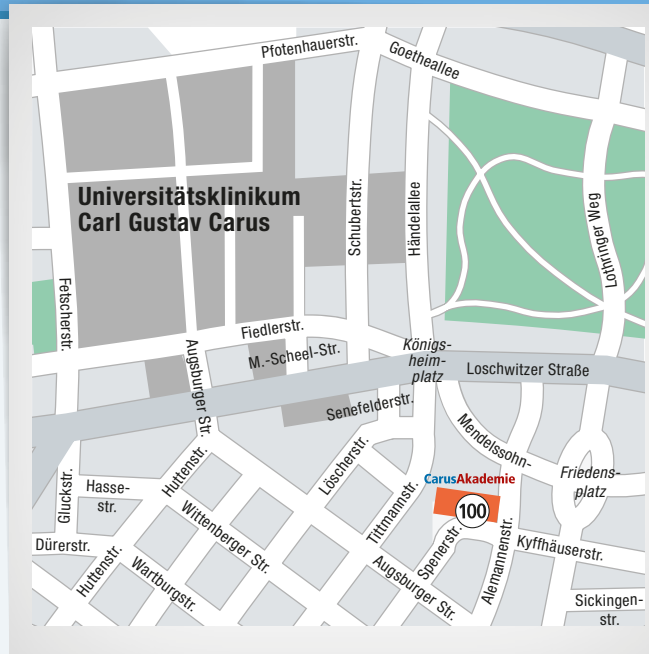 Pfotenhauerstr.
Goetheallee
Universitätsklinikum
Carl Gustav Carus
Schubertstr.
Händelallee
Lothringer Weg
Fetscherstr.
Fiedlerstr.
M.-Scheel-Str.
Augsburger Str.
Königs-
heim-
platz
Loschwitzer Straße
Senefelderstr.
Mendelssohn-
Löscherstr.
Huttenstr.
Gluckstr.
Hasse-
str.
CarusAkademie
100
Friedens-
platz
Wittenberger Str.
Tittmannstr.
Spenerstr.
Alemannenstr.
Kyffhäuserstr.
Dürerstr.
Huttenstr.
Wartburgstr.
Augsburger Str.
Sickingen-
str.